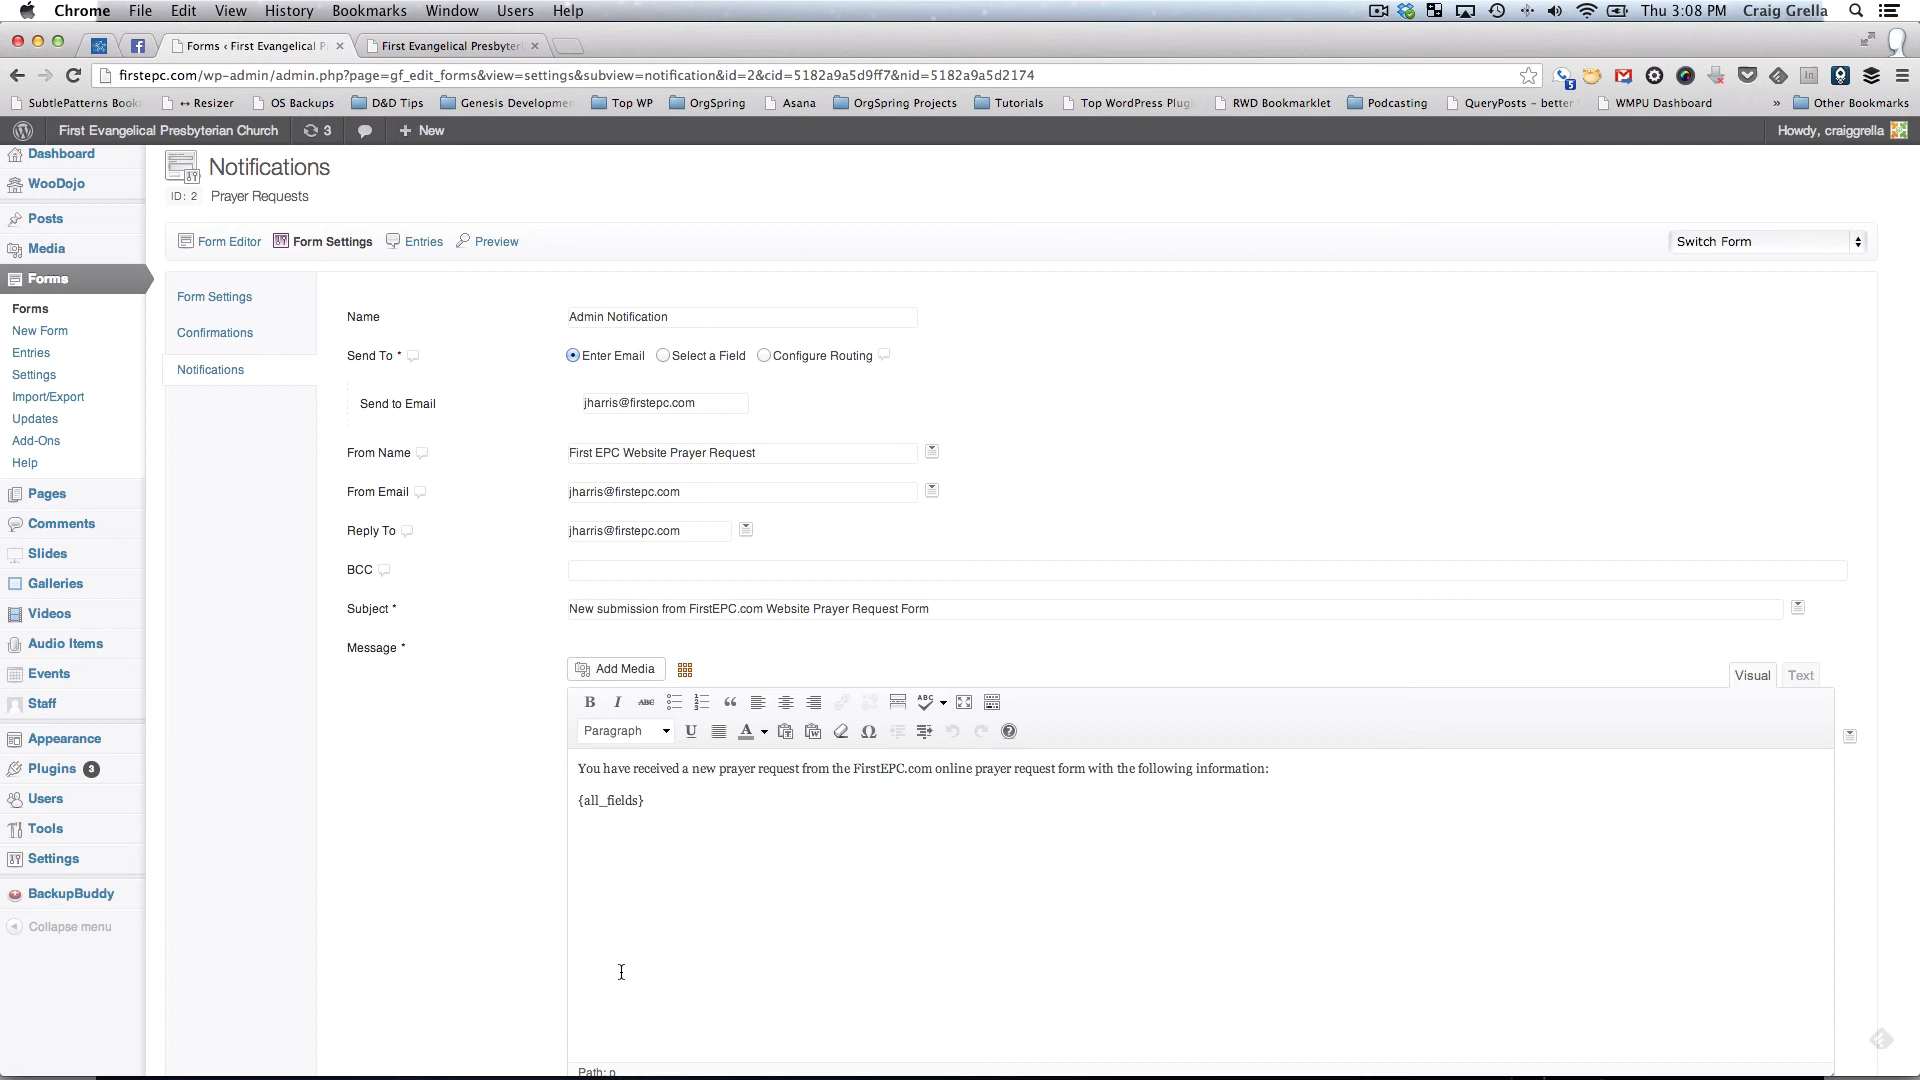 Chrome File Edit View History Bookmarks Window Users Help Thu 3:08 PM Craig Grella
Forms ‹ First Evangelical P First Evangelical Presbyter
firstepc.com/wp-admin/admin.php?page=gf_edit_forms&view=settings&subview=notification&id=2&cid=5182a9a5d9ff7&nid=5182a9a5d2174
SubtlePatterns Book ↔ Resizer OS Backups D&D Tips Genesis Developmen Top WP OrgSpring Asana OrgSpring Projects Tutorials Top WordPress Plugi RWD Bookmarklet Podcasting QueryPosts – better WMPU Dashboard » Other Bookmarks
First Evangelical Presbyterian Church 3 + New Howdy, craiggrella
Dashboard
WooDojo
Posts
Media
Forms
Forms
New Form
Entries
Settings
Import/Export
Updates
Add-Ons
Help
Pages
Comments
Slides
Galleries
Videos
Audio Items
Events
Staff
Appearance
Plugins 3
Users
Tools
Settings
BackupBuddy
Collapse menu
Notifications
ID: 2 Prayer Requests
Form Editor Form Settings Entries Preview Switch Form
Form Settings
Confirmations
Notifications
Name Admin Notification
Send To * Enter Email Select a Field Configure Routing
Send to Email jharris@firstepc.com
From Name First EPC Website Prayer Request
From Email jharris@firstepc.com
Reply To jharris@firstepc.com
BCC
Subject * New submission from FirstEPC.com Website Prayer Request Form
Message *
Add Media Visual Text
B I ABC ABC
Paragraph U A Ω
You have received a new prayer request from the FirstEPC.com online prayer request form with the following information:
{all_fields}
Path: p